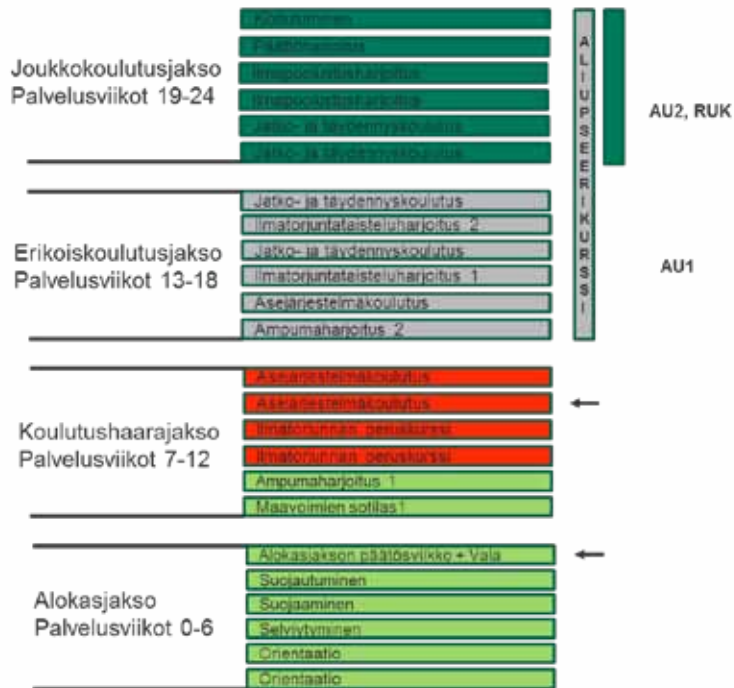 Joukkokoulutusjakso
Palvelusviikot 19-24
Kotiutuminen
Päättöharjoitus
Ilmapuolustusharjoitus
Ilmapuolustusharjoitus
Jatko- ja täydennyskoulutus
Jatko- ja täydennyskoulutus
ALIUPSEERIKURSSI
AU2, RUK
Erikoiskoulutusjakso
Palvelusviikot 13-18
Jatko- ja täydennyskoulutus
Ilmatorjuntataisteluharjoitus 2
Jatko- ja täydennyskoulutus
Ilmatorjuntataisteluharjoitus 1
Asejärjestelmäkoulutus
Ampumaharjoitus 2
AU1
Koulutushaarajakso
Palvelusviikot 7-12
Asejärjestelmäkoulutus
Asejärjestelmäkoulutus
Ilmatorjunnan peruskurssi
Ilmatorjunnan peruskurssi
Ampumaharjoitus 1
Maavoimien sotilas1
Alokasjakso
Palvelusviikot 0-6
Alokasjakson päätösviikko + Vala
Suojautuminen
Suojaaminen
Selviytyminen
Orientaatio
Orientaatio